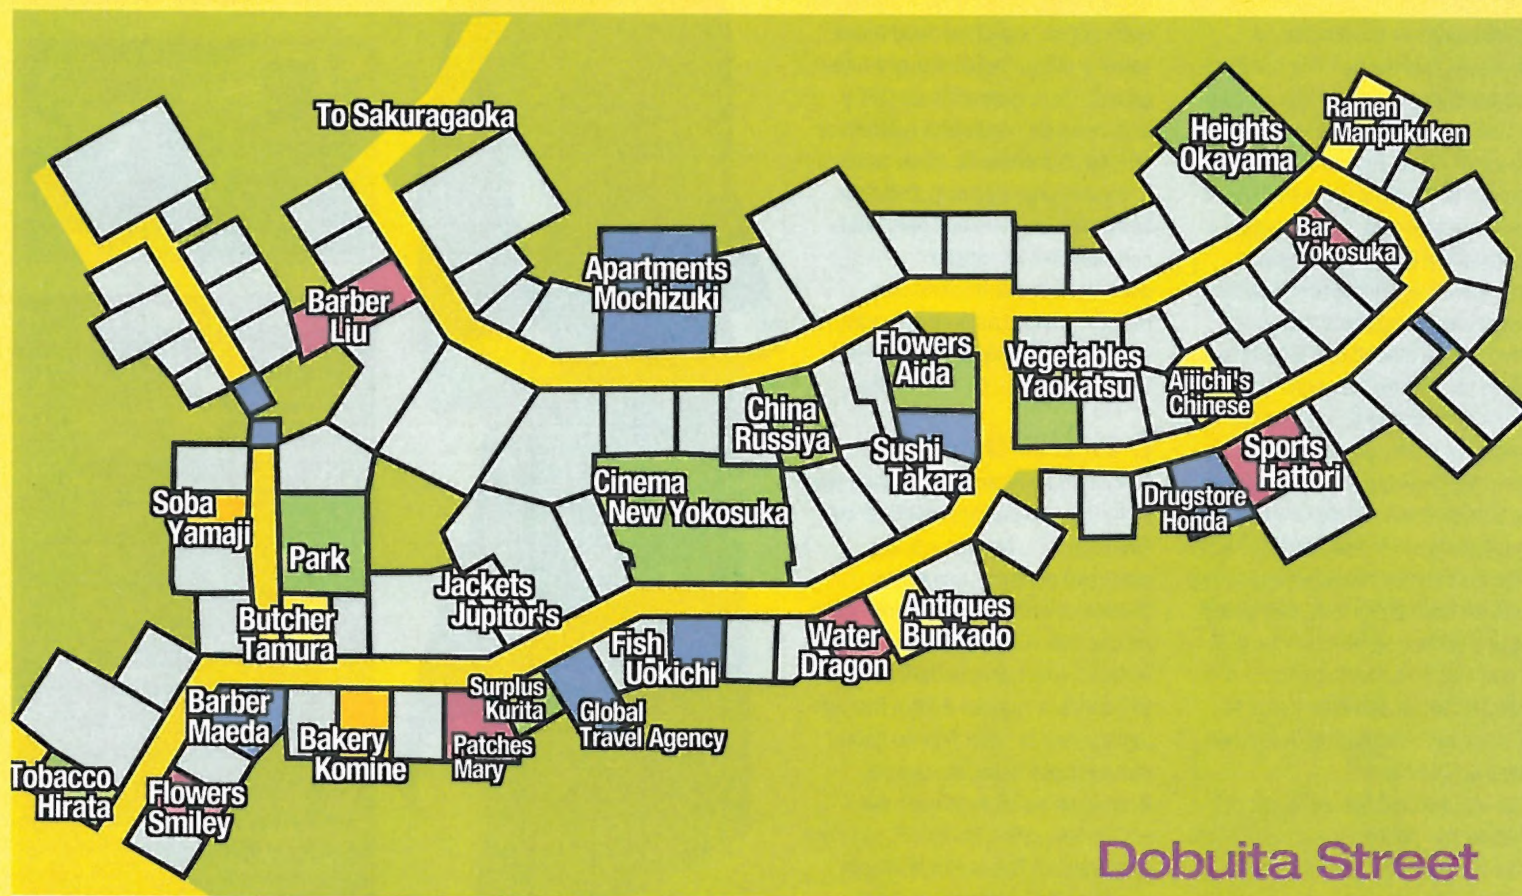 To Sakuragaoka
Heights
Okayama
Ramen
Manpukuken
Bar
Yokosuka
Apartments
Mochizuki
Barber
Liu
Flowers
Aida
Vegetables
Yaokatsu
Ajiichi's
Chinese
China
Russiya
Sushi
Takara
Sports
Hattori
Drugstore
Honda
Cinema
New Yokosuka
Soba
Yamaji
Park
Jackets
Jupitor's
Butcher
Tamura
Antiques
Bunkado
Water
Dragon
Fish
Uokichi
Surplus
Kurita
Global
Travel Agency
Barber
Maeda
Bakery
Komine
Patches
Mary
Tobacco
Hirata
Flowers
Smiley
Dobuita Street